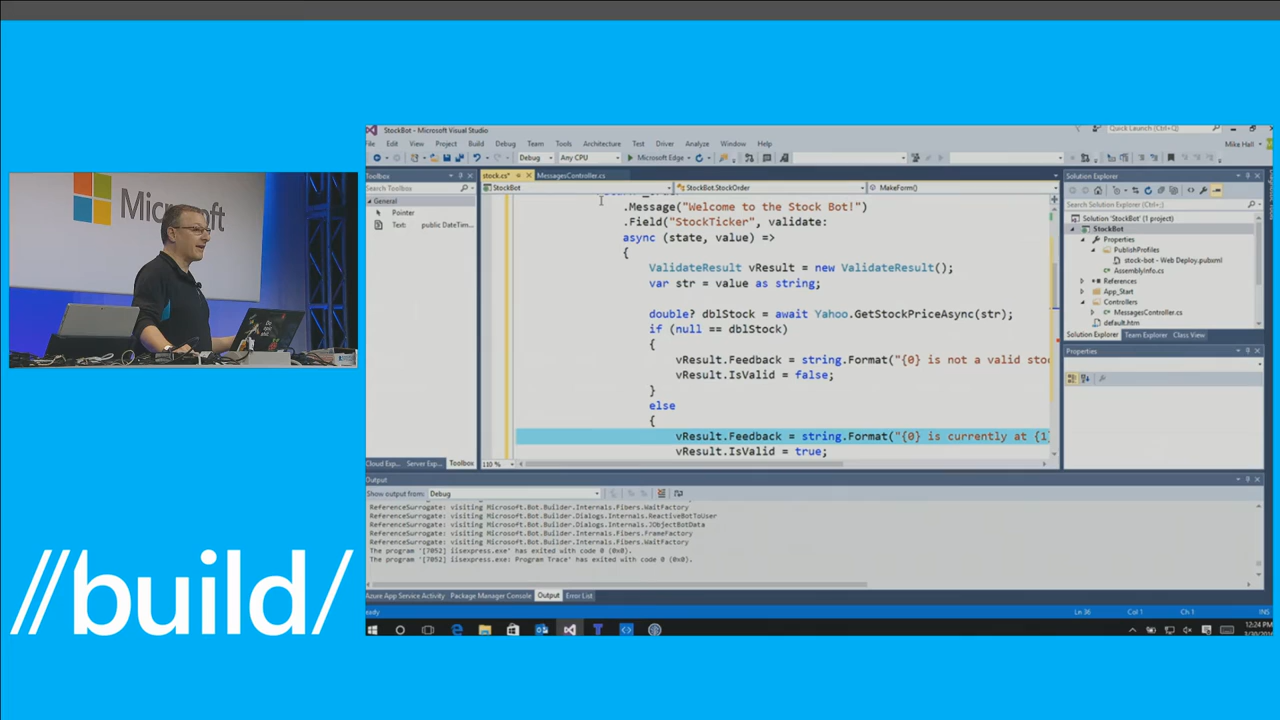 Microsoft
//build/
StockBot - Microsoft Visual Studio
Quick Launch (Ctrl+Q)
File Edit View Project Build Debug Team Tools Architecture Test Driver Analyze Window Help
Mike Hall
Debug Any CPU Microsoft Edge
Toolbox
Search Toolbox
General
Pointer
Text: public DateTim...
Cloud Exp... Server Exp... Toolbox
stock.cs* MessagesController.cs
StockBot StockBot.StockOrder MakeForm()
.Message("Welcome to the Stock Bot!")
.Field("StockTicker", validate:
async (state, value) =>
{
ValidateResult vResult = new ValidateResult();
var str = value as string;
double? dblStock = await Yahoo.GetStockPriceAsync(str);
if (null == dblStock)
{
vResult.Feedback = string.Format("{0} is not a valid sto
vResult.IsValid = false;
}
else
{
vResult.Feedback = string.Format("{0} is currently at {1
vResult.IsValid = true;
110 %
Solution Explorer
Search Solution Explorer (Ctrl+;)
Solution 'StockBot' (1 project)
StockBot
Properties
PublishProfiles
stock-bot - Web Deploy.pubxml
AssemblyInfo.cs
References
App_Start
Controllers
MessagesController.cs
default.htm
Solution Explorer Team Explorer Class View
Properties
Output
Show output from: Debug
ReferenceSurrogate: visiting Microsoft.Bot.Builder.Internals.Fibers.WaitFactory
ReferenceSurrogate: visiting Microsoft.Bot.Builder.Dialogs.Internals.ReactiveBotToUser
ReferenceSurrogate: visiting Microsoft.Bot.Builder.Dialogs.Internals.JObjectBotData
ReferenceSurrogate: visiting Microsoft.Bot.Builder.Internals.Fibers.FrameFactory
ReferenceSurrogate: visiting Microsoft.Bot.Builder.Internals.Fibers.WaitFactory
The program '[7052] iisexpress.exe' has exited with code 0 (0x0).
The program '[7052] iisexpress.exe: Program Trace' has exited with code 0 (0x0).
Azure App Service Activity Package Manager Console Output Error List
Ln 36 Col 1 Ch 1 INS
12:24 PM